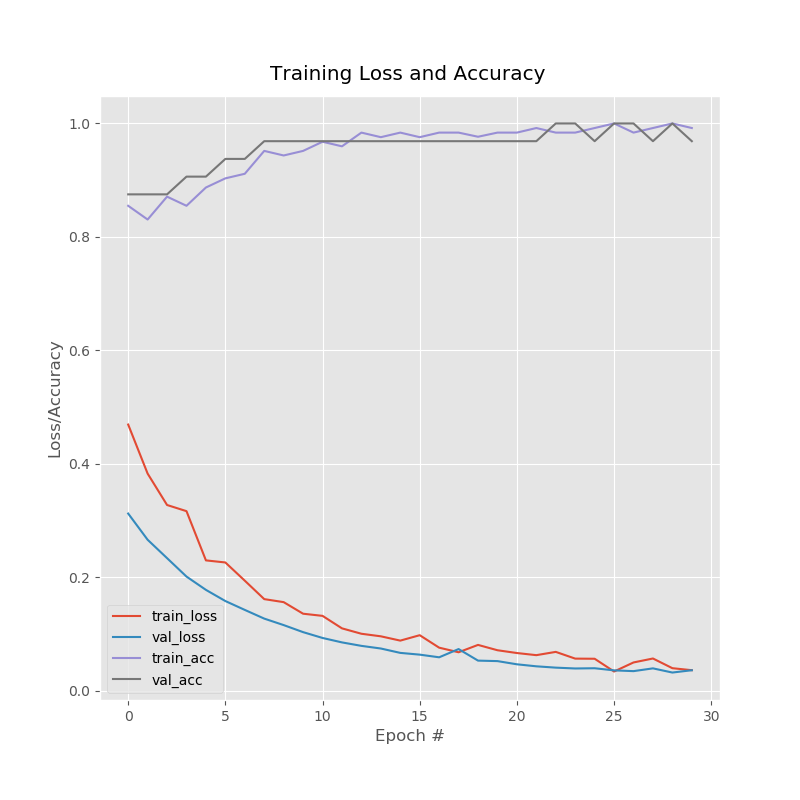 Training Loss and Accuracy
1.0
0.8
0.6
0.4
0.2
0.0
Loss/Accuracy
train_loss
val_loss
train_acc
val_acc
0 5 10 15 20 25 30
Epoch #